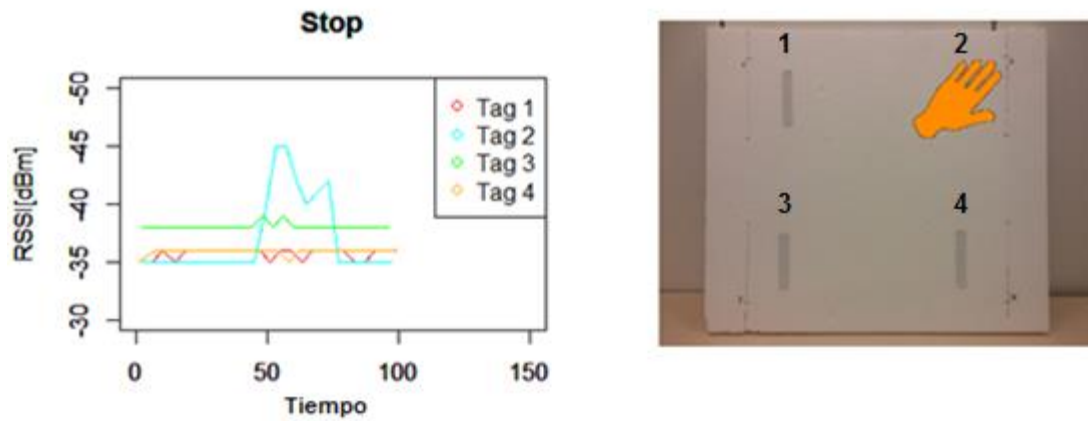 Stop
-50
-45
-40
-35
-30
RSSI[dBm]
Tag 1
Tag 2
Tag 3
Tag 4
0 50 100 150
Tiempo
1 2
3 4